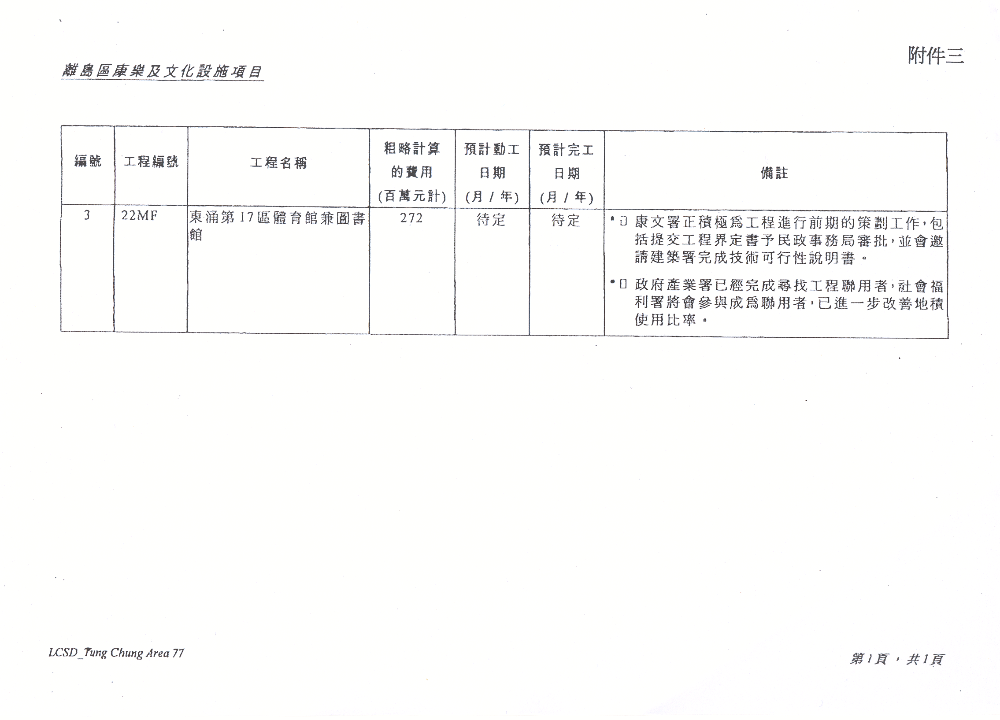 附件三
離島區康樂及文化設施項目
編號
工程編號
工程名稱
粗略計算
的費用
(百萬元計)
預計動工
日期
(月 / 年)
預計完工
日期
(月 / 年)
備註
3
22MF
東涌第 17 區體育館兼圖書
館
272
待定
待定
• 康文署正積極為工程進行前期的策劃工作，包
括提交工程界定書予民政事務局審批，並會邀
請建築署完成技術可行性說明書。
• 政府產業署已經完成尋找工程聯用者，社會福
利署將會參與成為聯用者，已進一步改善地積
使用比率。
LCSD_Tung Chung Area 77
第1頁，共1頁